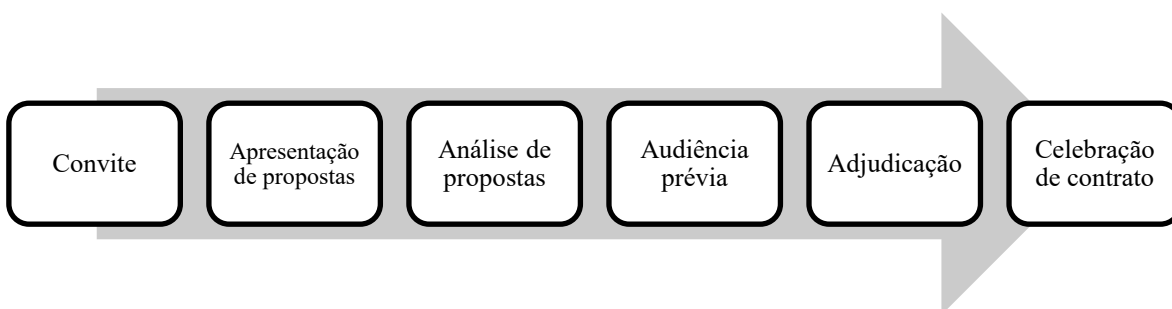 Convite
Apresentação
de propostas
Análise de
propostas
Audiência
prévia
Adjudicação
Celebração
de contrato